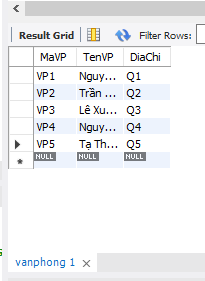 Result Grid Filter Rows:
MaVP TenVP DiaChi
VP1 Nguy... Q1
VP2 Trần ... Q2
VP3 Lê Xu... Q3
VP4 Nguy... Q4
VP5 Tạ Th... Q5
NULL NULL NULL
vanphong 1